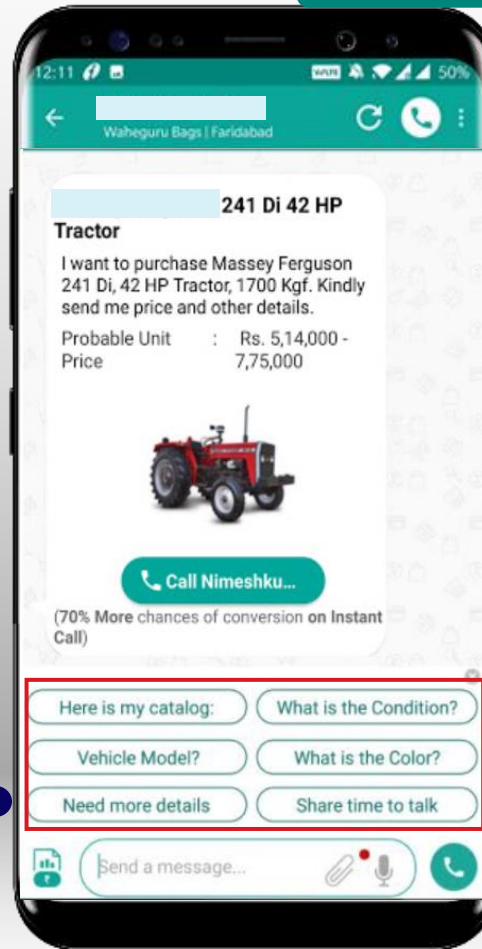 12:11
50%
Waheguru Bags | Faridabad
241 Di 42 HP
Tractor
I want to purchase Massey Ferguson
241 Di, 42 HP Tractor, 1700 Kgf. Kindly
send me price and other details.
Probable Unit : Rs. 5,14,000 -
Price 7,75,000
Call Nimeshku...
(70% More chances of conversion on Instant
Call)
Here is my catalog: What is the Condition?
Vehicle Model? What is the Color?
Need more details Share time to talk
Send a message...